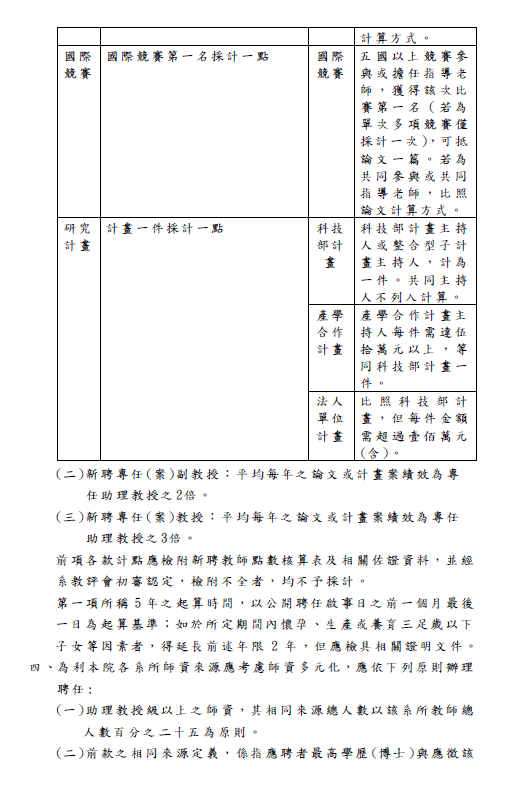 計算方式。
國際
競賽
國際競賽第一名採計一點
國際
競賽
五國以上競賽參
與或擔任指導老
師，獲得該次比
賽第一名（若為
單次多項競賽僅
採計一次)，可抵
論文一篇。若為
共同參與或共同
指導老師，比照
論文計算方式。
研究
計畫
計畫一件採計一點
科技
部計
畫
科技部計畫主持
人或整合型子計
畫主持人，計為
一件。共同主持
人不列入計算。
產學
合作
計畫
產學合作計畫主
持人每件需達伍
拾萬元以上，等
同科技部計畫一
件。
法人
單位
計畫
比照科技部計
畫，但每件金額
需超過壹佰萬元
(含)。
(二)新聘專任(案)副教授：平均每年之論文或計畫案績效為專
任助理教授之2倍。
(三)新聘專任(案)教授：平均每年之論文或計畫案績效為專任
助理教授之3倍。
前項各款計點應檢附新聘教師點數核算表及相關佐證資料，並經
系教評會初審認定，檢附不全者，均不予採計。
第一項所稱5年之起算時間，以公開聘任啟事日之前一個月最後
一日為起算基準；如於所定期間內懷孕、生產或養育三足歲以下
子女等因素者，得延長前述年限 2 年，但應檢具相關證明文件。
四、為利本院各系所師資來源應考慮師資多元化，應依下列原則辦理
聘任：
(一)助理教授級以上之師資，其相同來源總人數以該系所教師總
人數百分之二十五為原則。
(二)前款之相同來源定義，係指應聘者最高學歷(博士)與應徵該